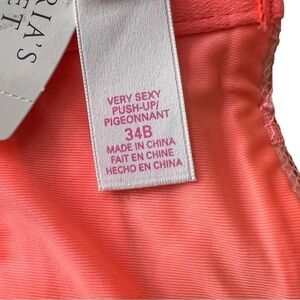 RIA'S
ET
VERY SEXY
PUSH-UP/
PIGEONNANT
34B
MADE IN CHINA
FAIT EN CHINE
HECHO EN CHINA